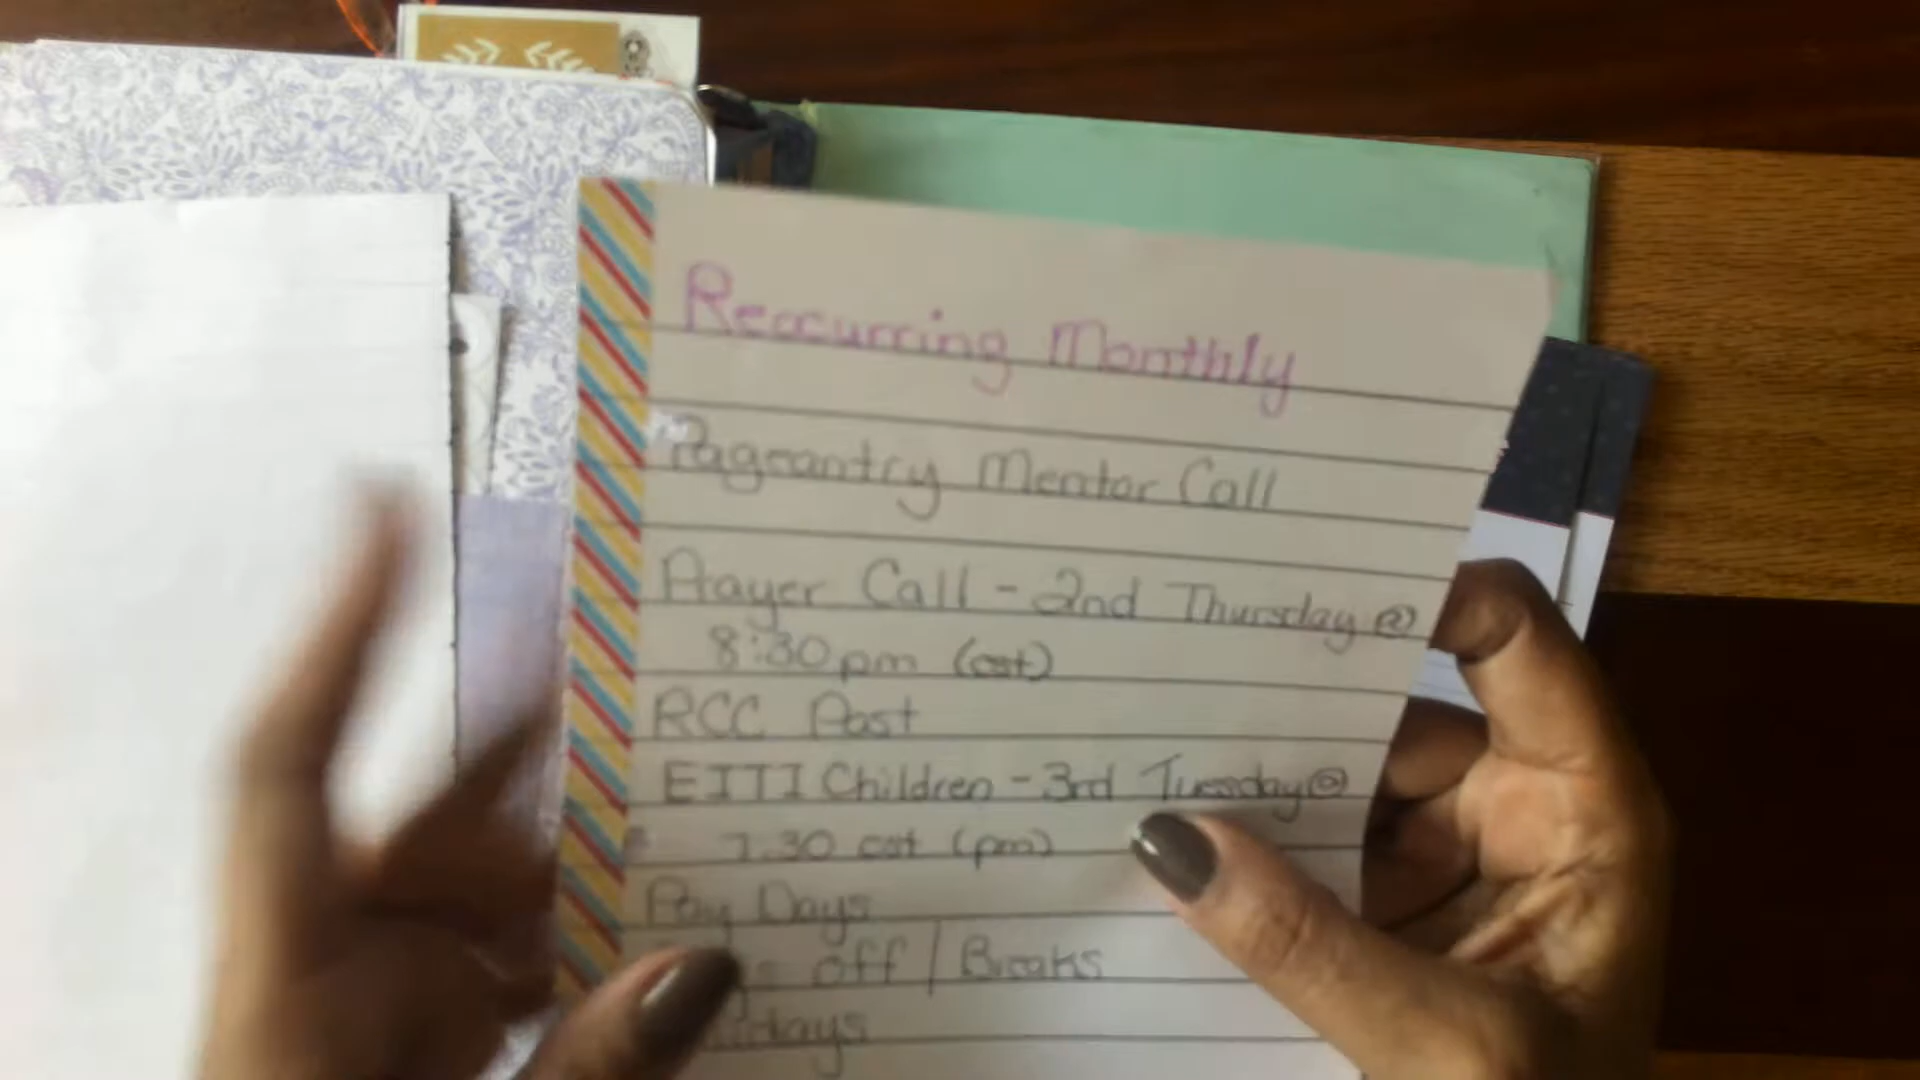 Reocurring Monthly
Pageantry Mentor Call
Prayer Call - 2nd Thursday @
8:30pm (cst)
RCC Post
EITI Children - 3rd Tuesday @
7:30 cst (pm)
Pay Days
off | Breaks